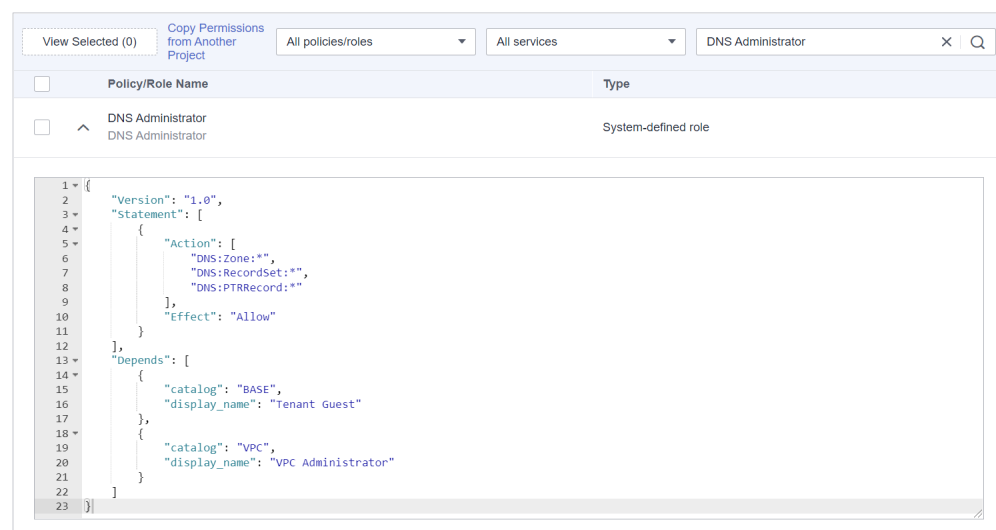 View Selected (0)
Copy Permissions
from Another
Project
All policies/roles
All services
DNS Administrator
Policy/Role Name
Type
DNS Administrator
DNS Administrator
System-defined role
1 {
2 "Version": "1.0",
3 "Statement": [
4 {
5 "Action": [
6 "DNS:Zone:*",
7 "DNS:RecordSet:*",
8 "DNS:PTRRecord:*"
9 ],
10 "Effect": "Allow"
11 }
12 ],
13 "Depends": [
14 {
15 "catalog": "BASE",
16 "display_name": "Tenant Guest"
17 },
18 {
19 "catalog": "VPC",
20 "display_name": "VPC Administrator"
21 }
22 ]
23 }